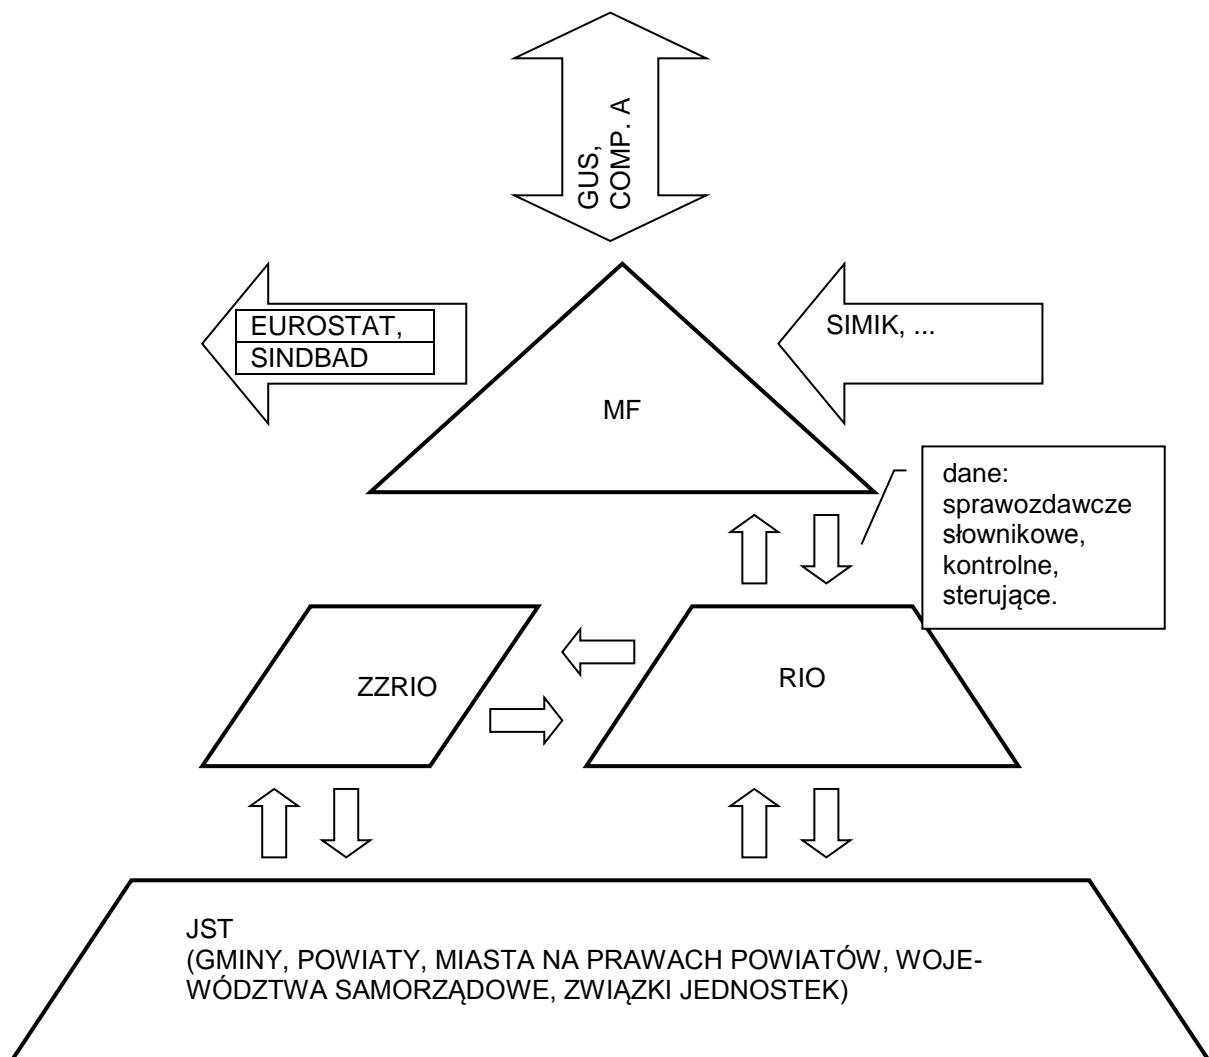 GUS,
COMP. A
EUROSTAT,
SINDBAD
SIMIK, ...
MF
dane:
sprawozdawcze
słownikowe,
kontrolne,
sterujące.
ZZRIO
RIO
JST
(GMINY, POWIATY, MIASTA NA PRAWACH POWIATÓW, WOJE-
WÓDZTWA SAMORZĄDOWE, ZWIĄZKI JEDNOSTEK)